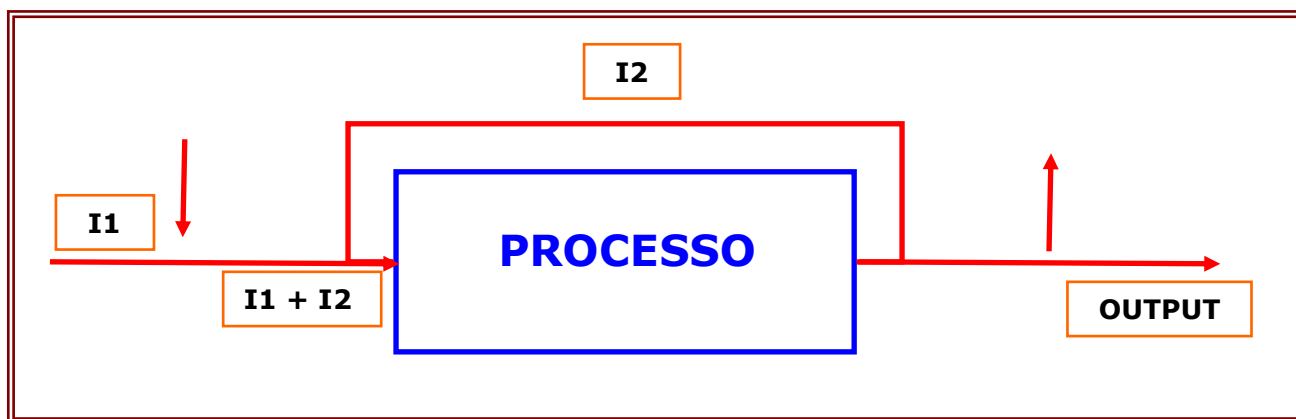 I2
I1
PROCESSO
I1 + I2
OUTPUT